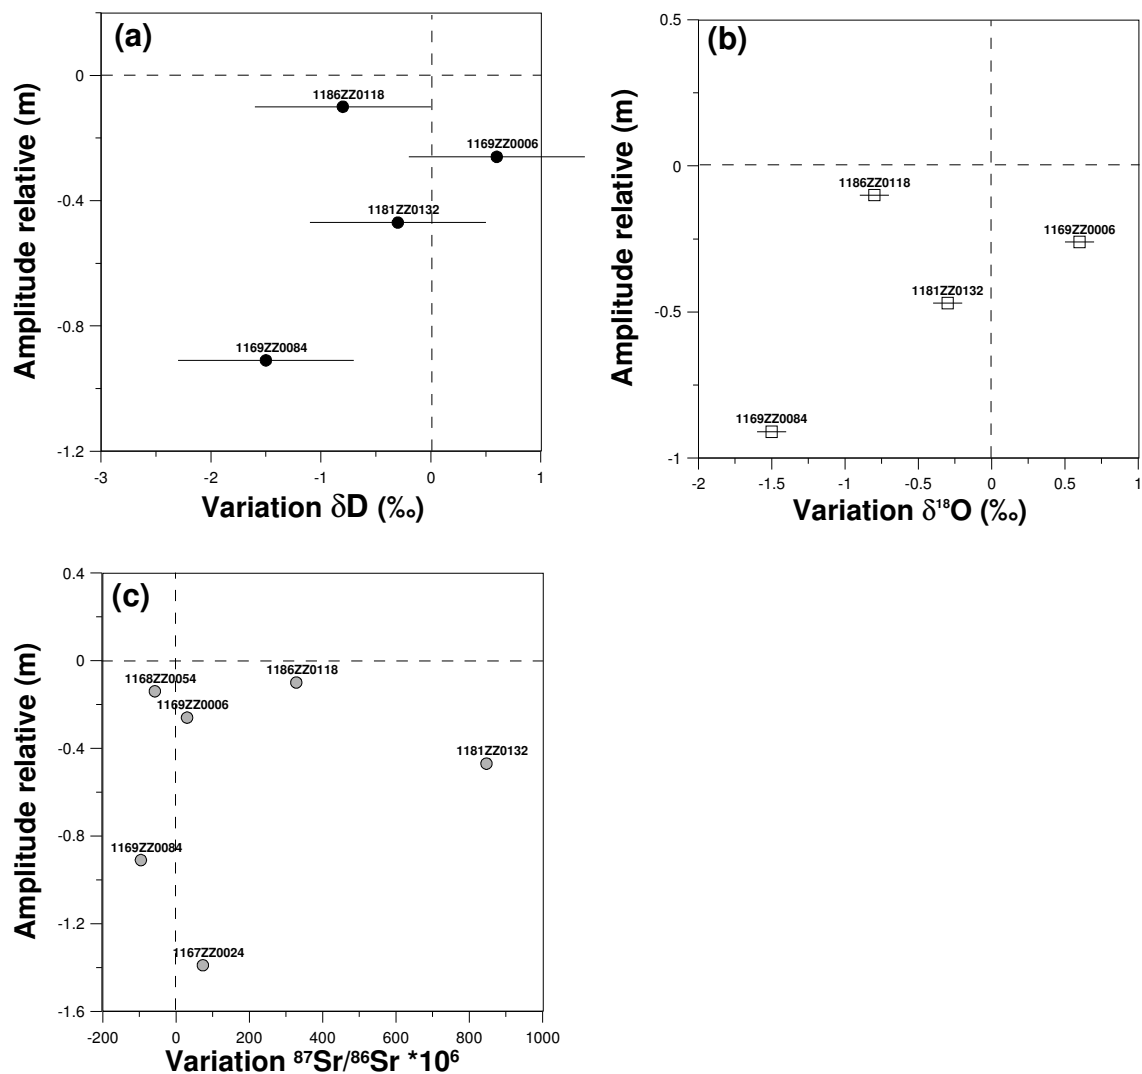 (a)
Amplitude relative (m)
0
-0.4
-0.8
-1.2
1186ZZ0118
1169ZZ0006
1181ZZ0132
1169ZZ0084
-3 -2 -1 0 1
Variation δD (‰)
(b)
Amplitude relative (m)
0.5
0
-0.5
-1
1186ZZ0118
1169ZZ0006
1181ZZ0132
1169ZZ0084
-2 -1.5 -1 -0.5 0 0.5 1
Variation δ¹⁸O (‰)
(c)
Amplitude relative (m)
0.4
0
-0.4
-0.8
-1.2
-1.6
1168ZZ0054
1186ZZ0118
1169ZZ0006
1181ZZ0132
1169ZZ0084
1167ZZ0024
-200 0 200 400 600 800 1000
Variation ⁸⁷Sr/⁸⁶Sr *10⁶